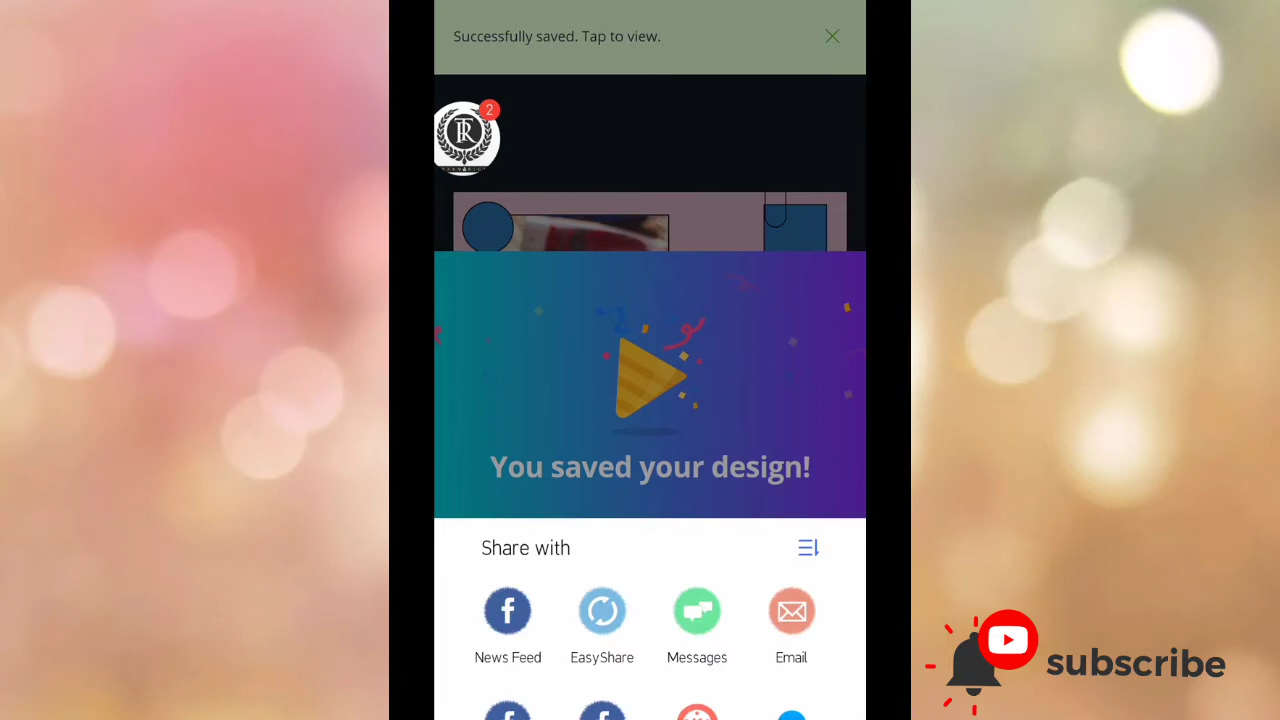 Successfully saved. Tap to view.
2
You saved your design!
Share with
News Feed EasyShare Messages Email
subscribe